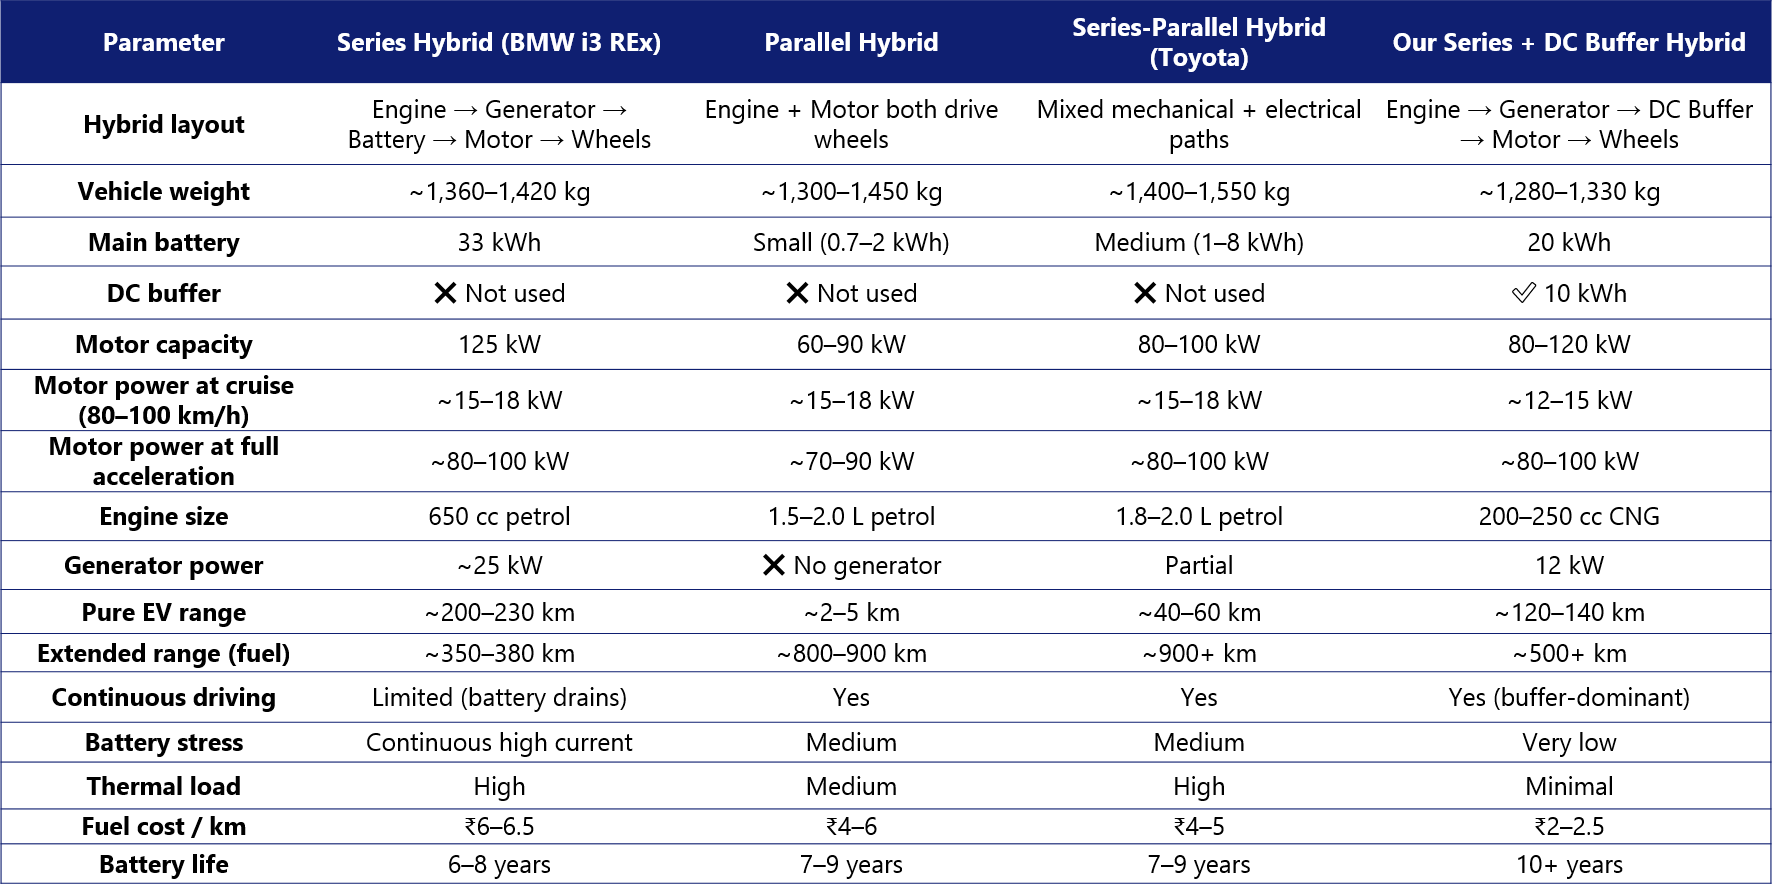 Parameter
Series Hybrid (BMW i3 REx)
Parallel Hybrid
Series-Parallel Hybrid
(Toyota)
Our Series + DC Buffer Hybrid
Hybrid layout
Engine → Generator →
Battery → Motor → Wheels
Engine + Motor both drive
wheels
Mixed mechanical + electrical
paths
Engine → Generator → DC Buffer
→ Motor → Wheels
Vehicle weight
~1,360–1,420 kg
~1,300–1,450 kg
~1,400–1,550 kg
~1,280–1,330 kg
Main battery
33 kWh
Small (0.7–2 kWh)
Medium (1–8 kWh)
20 kWh
DC buffer
❌ Not used
❌ Not used
❌ Not used
✅ 10 kWh
Motor capacity
125 kW
60–90 kW
80–100 kW
80–120 kW
Motor power at cruise
(80–100 km/h)
~15–18 kW
~15–18 kW
~15–18 kW
~12–15 kW
Motor power at full
acceleration
~80–100 kW
~70–90 kW
~80–100 kW
~80–100 kW
Engine size
650 cc petrol
1.5–2.0 L petrol
1.8–2.0 L petrol
200–250 cc CNG
Generator power
~25 kW
❌ No generator
Partial
12 kW
Pure EV range
~200–230 km
~2–5 km
~40–60 km
~120–140 km
Extended range (fuel)
~350–380 km
~800–900 km
~900+ km
~500+ km
Continuous driving
Limited (battery drains)
Yes
Yes
Yes (buffer-dominant)
Battery stress
Continuous high current
Medium
Medium
Very low
Thermal load
High
Medium
High
Minimal
Fuel cost / km
₹6–6.5
₹4–6
₹4–5
₹2–2.5
Battery life
6–8 years
7–9 years
7–9 years
10+ years